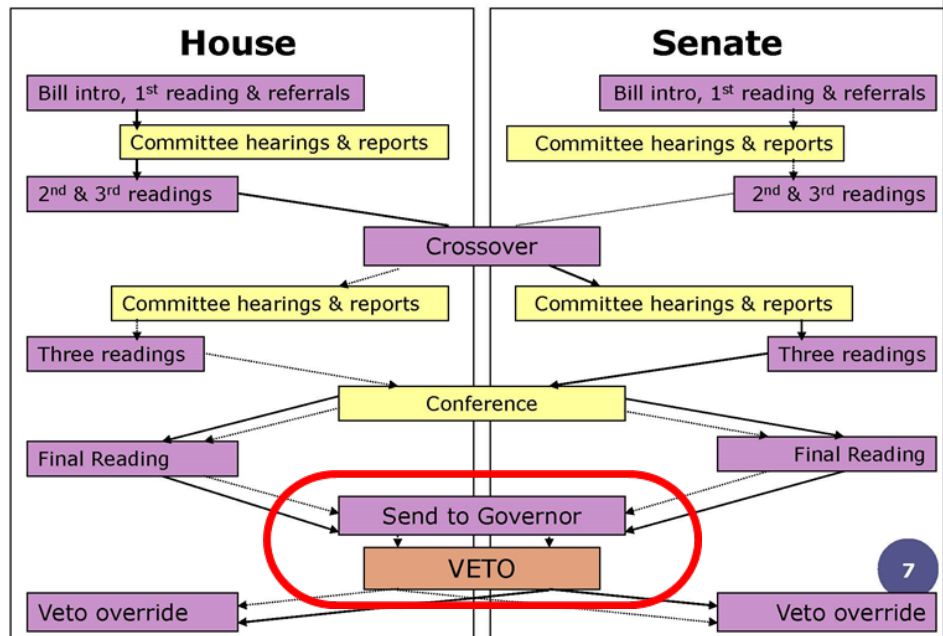 House
Senate
Bill intro, 1st reading & referrals
Bill intro, 1st reading & referrals
Committee hearings & reports
Committee hearings & reports
2nd & 3rd readings
2nd & 3rd readings
Crossover
Committee hearings & reports
Committee hearings & reports
Three readings
Three readings
Conference
Final Reading
Final Reading
Send to Governor
VETO
7
Veto override
Veto override